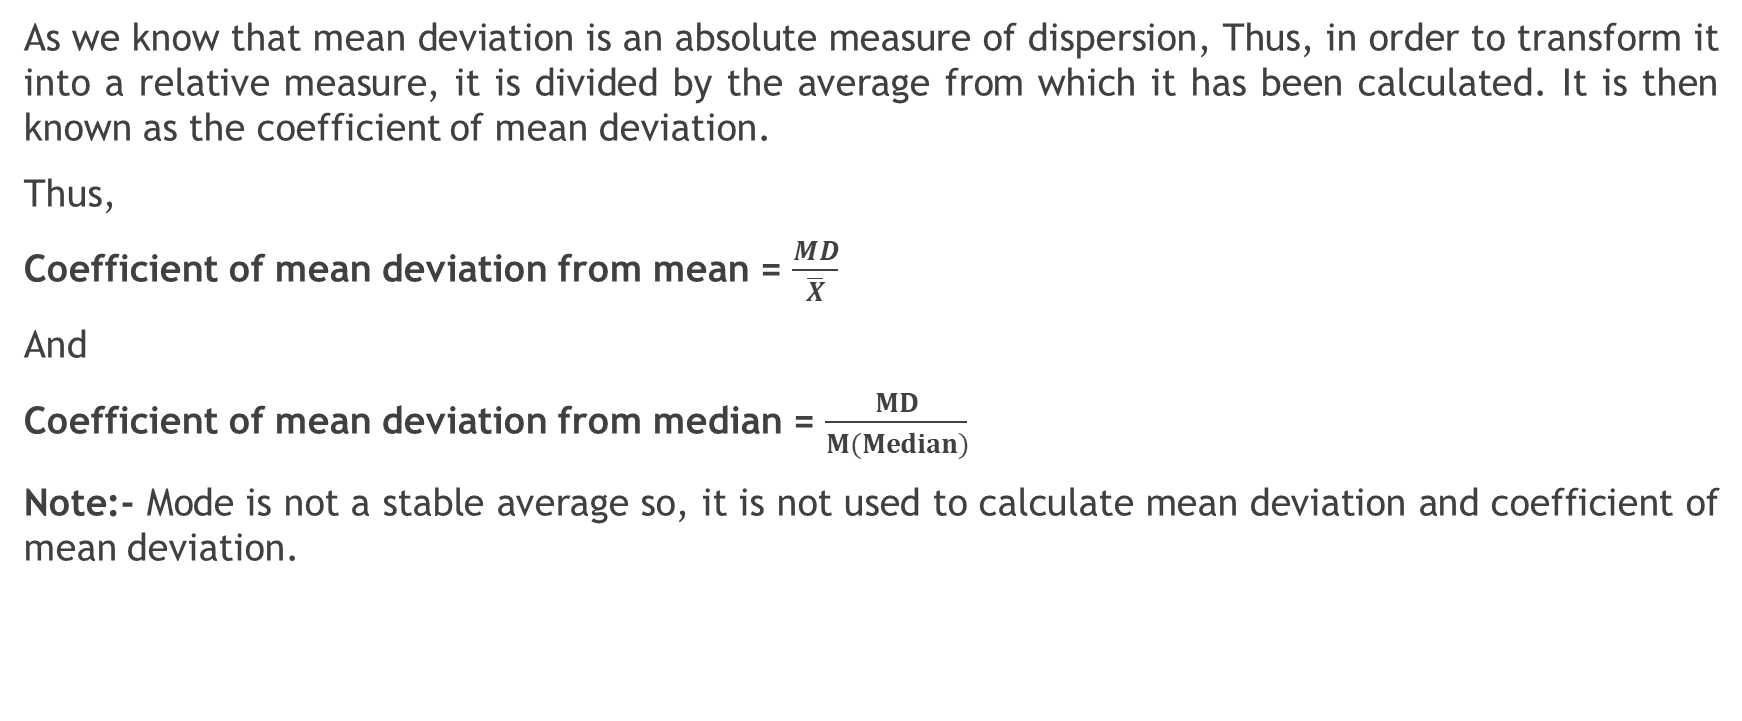 As we know that mean deviation is an absolute measure of dispersion, Thus, in order to transform it
into a relative measure, it is divided by the average from which it has been calculated. It is then
known as the coefficient of mean deviation.
Thus,
Coefficient of mean deviation from mean = $\frac{MD}{\overline{X}}$
And
Coefficient of mean deviation from median = $\frac{MD}{M(Median)}$
Note:- Mode is not a stable average so, it is not used to calculate mean deviation and coefficient of
mean deviation.